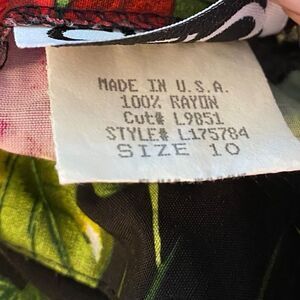 MADE IN U.S.A.
100% RAYON
Cut# L9851
STYLE# L175784
SIZE 10